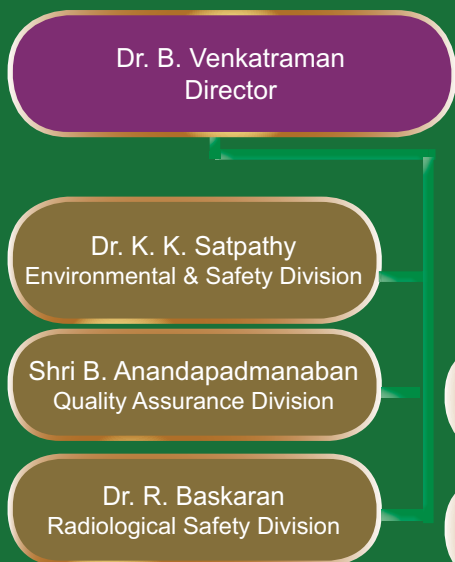 Dr. B. Venkatraman
Director
Dr. K. K. Satpathy
Environmental & Safety Division
Shri B. Anandapadmanaban
Quality Assurance Division
Dr. R. Baskaran
Radiological Safety Division